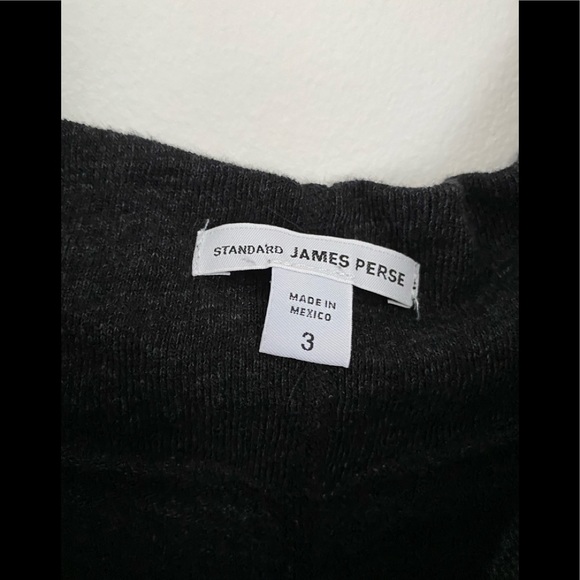 STANDARD JAMES PERSE
MADE IN
MEXICO
3